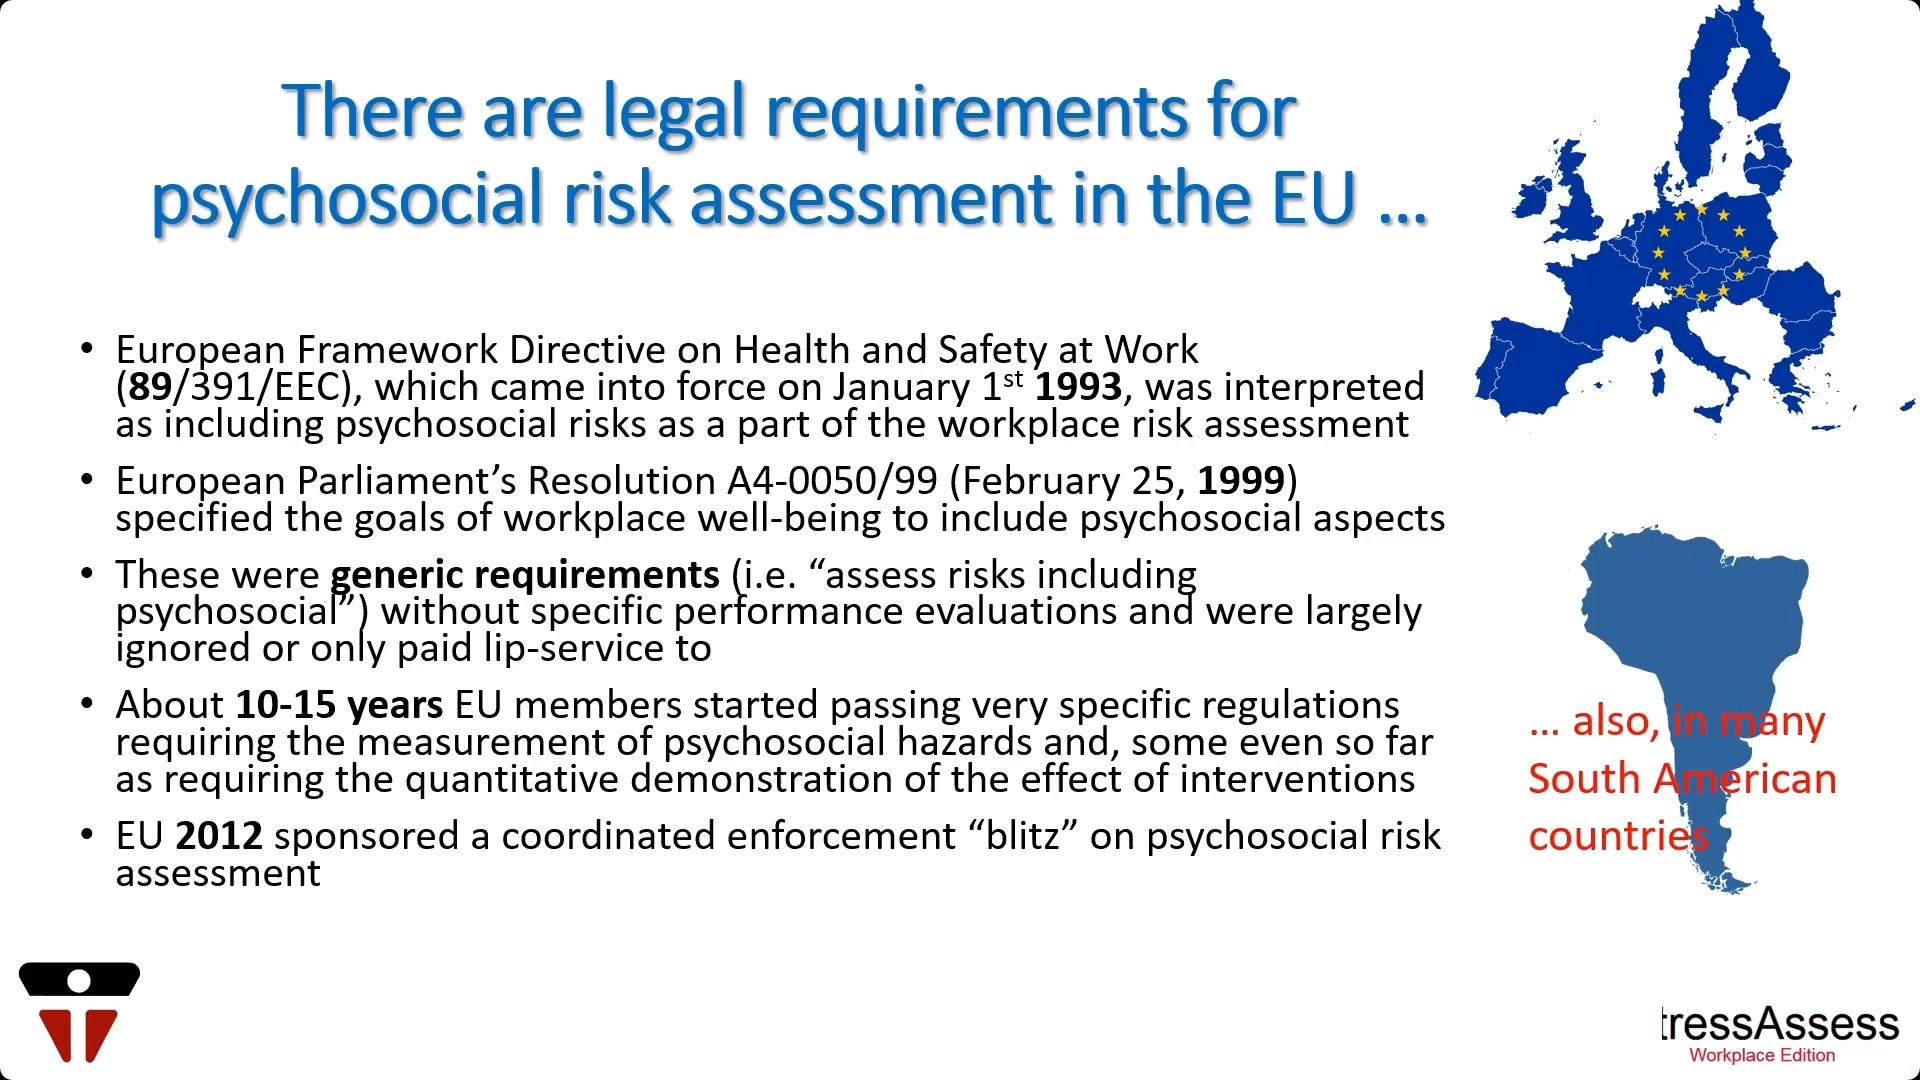 There are legal requirements for
psychosocial risk assessment in the EU ...
• European Framework Directive on Health and Safety at Work
(89/391/EEC), which came into force on January 1st 1993, was interpreted
as including psychosocial risks as a part of the workplace risk assessment
• European Parliament’s Resolution A4-0050/99 (February 25, 1999)
specified the goals of workplace well-being to include psychosocial aspects
• These were generic requirements (i.e. “assess risks including
psychosocial”) without specific performance evaluations and were largely
ignored or only paid lip-service to
• About 10-15 years EU members started passing very specific regulations
requiring the measurement of psychosocial hazards and, some even so far
as requiring the quantitative demonstration of the effect of interventions
• EU 2012 sponsored a coordinated enforcement “blitz” on psychosocial risk
assessment
... also, in many
South American
countries
tressAssess
Workplace Edition